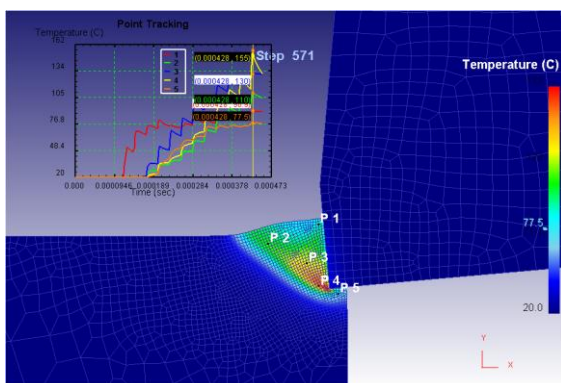 Point Tracking
Temperature (C)
163
134
105
76.8
48.4
20
1
2
3
4
5
(0.000428, 155)
Step 571
(0.000428, 130)
(0.000428, 110)
(0.000428, 77.5)
0.000
0.0000946
0.000189
0.000284
0.000378
0.000473
Time (sec)
Temperature (C)
77.5
20.0
P 1
P 2
P 3
P 4
P 5
Y
X